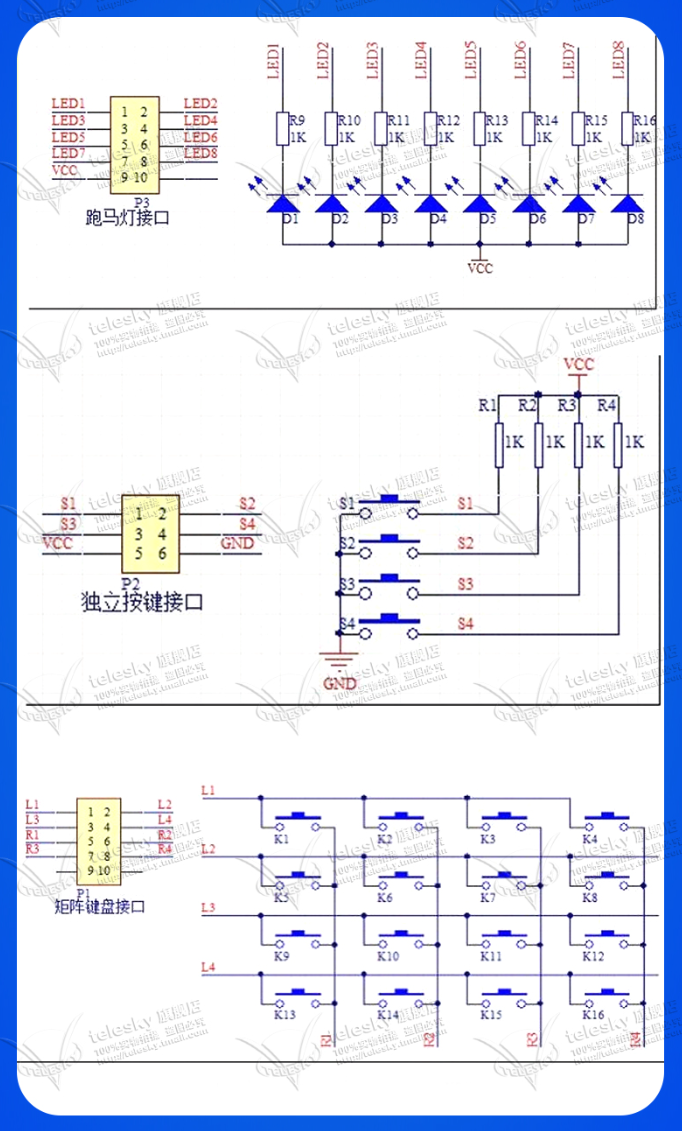 LED1
LED2
LED3
LED4
LED5
LED6
LED7
LED8
LED1 1 2 LED2
LED3 3 4 LED4
LED5 5 6 LED6
LED7 7 8 LED8
VCC 9 10
P3
跑马灯接口
R9 R10 R11 R12 R13 R14 R15 R16
1K 1K 1K 1K 1K 1K 1K 1K
D1 D2 D3 D4 D5 D6 D7 D8
VCC
VCC
R1 R2 R3 R4
1K 1K 1K 1K
S1 1 2 S2
S3 3 4 S4
VCC 5 6 GND
P2
独立按键接口
S1 S1
S2 S2
S3 S3
S4 S4
GND
L1 1 2 L2
L3 3 4 L4
R1 5 6 R2
R3 7 8 R4
9 10
P1
矩阵键盘接口
L1
K1 K2 K3 K4
L2
K5 K6 K7 K8
L3
K9 K10 K11 K12
L4
K13 K14 K15 K16
R1 R2 R3 R4
telesky 旗舰店
100%实物拍摄 盗图必究
http://telesky.tmall.com
TELESKY